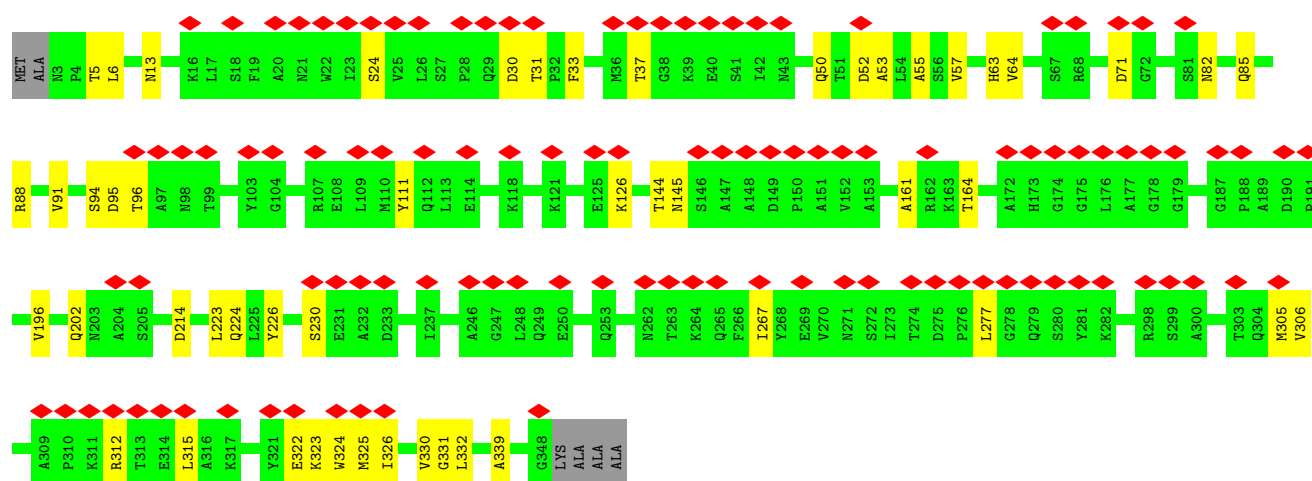 MET ALA N3 P4 T5 L6 N13 K16 L17 S18 F19 A20 N21 W22 I23 S24 V25 L26 S27 P28 Q29 D30 T31 P32 F33 M36 T37 G38 K39 E40 S41 I42 N43 Q50 T51 D52 A53 L54 A55 S56 V57 H63 V64 S67 R68 D71 G72 S81 N82 Q85
R88 V91 S94 D95 T96 A97 N98 T99 Y103 G104 R107 E108 L109 M110 Y111 Q112 L113 E114 K118 K121 E125 K126 T144 N145 S146 A147 A148 D149 P150 A151 V152 A153 A161 R162 K163 T164 A172 H173 G174 G175 L176 A177 G178 G179 G187 P188 A189 D190 P191
V196 Q202 N203 A204 S205 D214 L223 Q224 L225 Y226 S230 E231 A232 D233 I237 A246 G247 L248 Q249 E250 Q253 N262 T263 K264 Q265 F266 I267 Y268 E269 V270 N271 S272 I273 T274 D275 P276 L277 G278 Q279 S280 Y281 K282 R298 S299 A300 T303 Q304 M305 V306
A309 P310 K311 R312 T313 E314 L315 A316 K317 Y321 E322 K323 W324 M325 I326 V330 G331 L332 A339 G348 LYS ALA ALA ALA